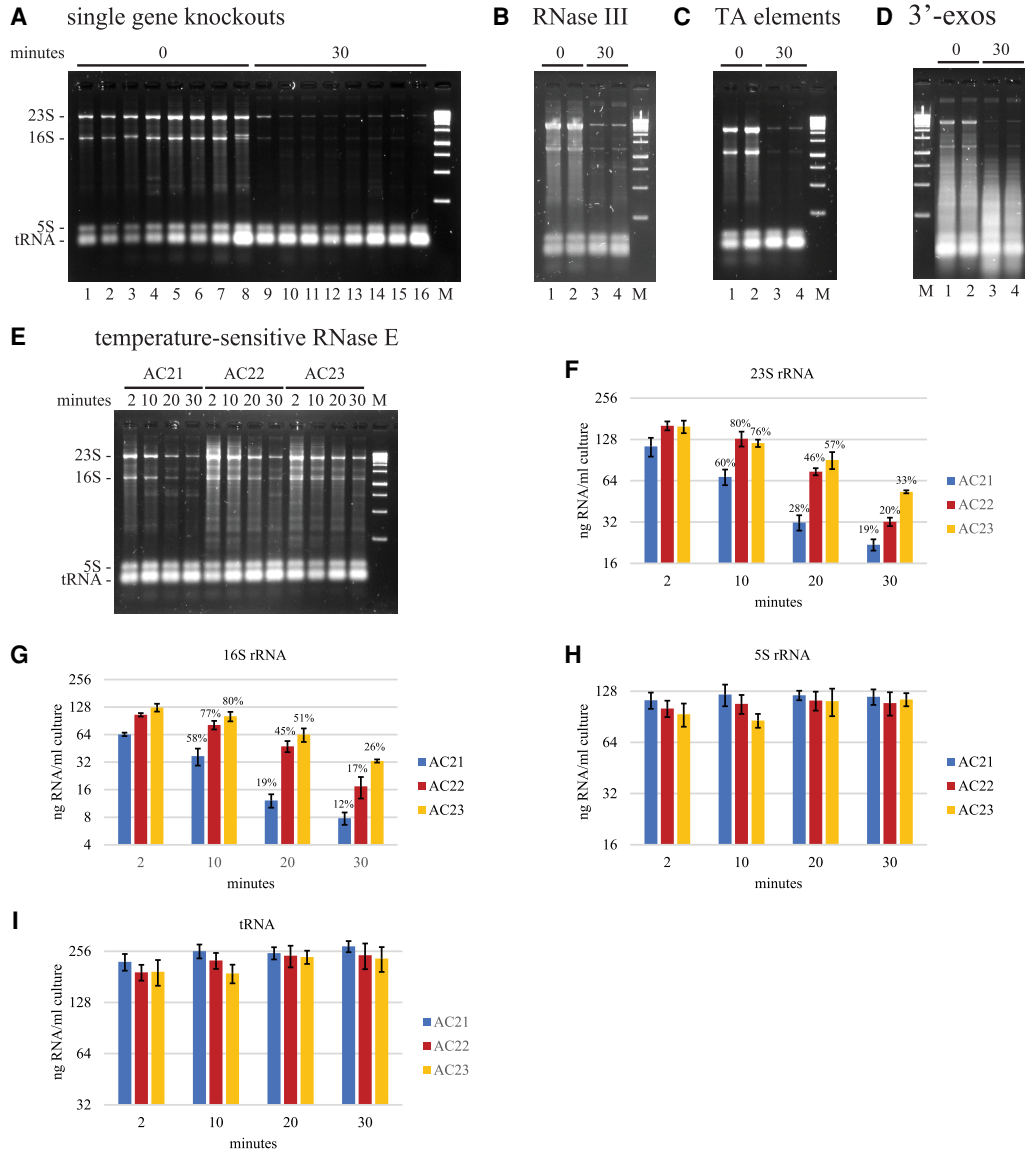 A single gene knockouts
minutes 0 30
23S -
16S -
5S -
tRNA -
1 2 3 4 5 6 7 8 9 10 11 12 13 14 15 16 M
B RNase III
0 30
1 2 3 4 M
C TA elements
0 30
1 2 3 4 M
D 3’-exos
0 30
M 1 2 3 4
E temperature-sensitive RNase E
AC21 AC22 AC23
minutes 2 10 20 30 2 10 20 30 2 10 20 30 M
23S -
16S -
5S -
tRNA -
F 23S rRNA
ng RNA/ml culture
256
128
64
32
16
60% 80% 76%
28% 46% 57%
19% 20% 33%
2 10 20 30
minutes
AC21
AC22
AC23
G 16S rRNA
ng RNA/ml culture
256
128
64
32
16
8
4
58% 77% 80%
19% 45% 51%
12% 17% 26%
2 10 20 30
minutes
AC21
AC22
AC23
H 5S rRNA
ng RNA/ml culture
128
64
32
16
2 10 20 30
minutes
AC21
AC22
AC23
I tRNA
ng RNA/ml culture
256
128
64
32
2 10 20 30
minutes
AC21
AC22
AC23